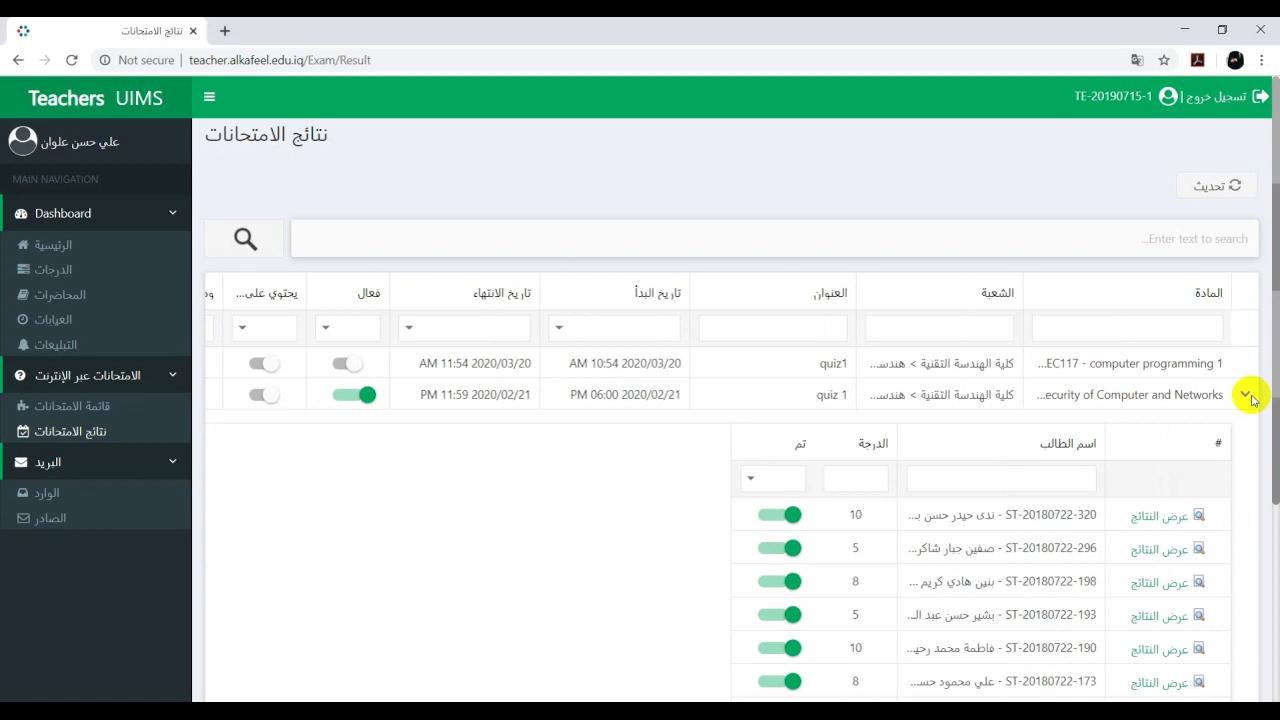 نتائج الامتحانات
Not secure | teacher.alkafeel.edu.iq/Exam/Result
Teachers UIMS
تسجيل خروج | TE-20190715-1
علي حسن علوان
MAIN NAVIGATION
Dashboard
الرئيسية
الدرجات
المحاضرات
الغيابات
التبليغات
الامتحانات عبر الإنترنت
قائمة الامتحانات
نتائج الامتحانات
البريد
الوارد
الصادر
نتائج الامتحانات
تحديث
Enter text to search...
المادة الشعبة العنوان تاريخ البدأ تاريخ الانتهاء فعال يحتوي على... ود
EC117 - computer programming 1... كلية الهندسة التقنية > هندس... quiz1 2020/03/20 10:54 AM 2020/03/20 11:54 AM
ecurity of Computer and Networks... كلية الهندسة التقنية > هندس... quiz 1 2020/02/21 06:00 PM 2020/02/21 11:59 PM
# اسم الطالب الدرجة تم
عرض النتائج ST-20180722-320 - ندى حيدر حسن ب... 10
عرض النتائج ST-20180722-296 - صفين جبار شاكر... 5
عرض النتائج ST-20180722-198 - بنين هادي كريم ... 8
عرض النتائج ST-20180722-193 - بشير حسن عبد الـ... 5
عرض النتائج ST-20180722-190 - فاطمة محمد رحيـ... 10
عرض النتائج ST-20180722-173 - علي محمود حسـ... 8